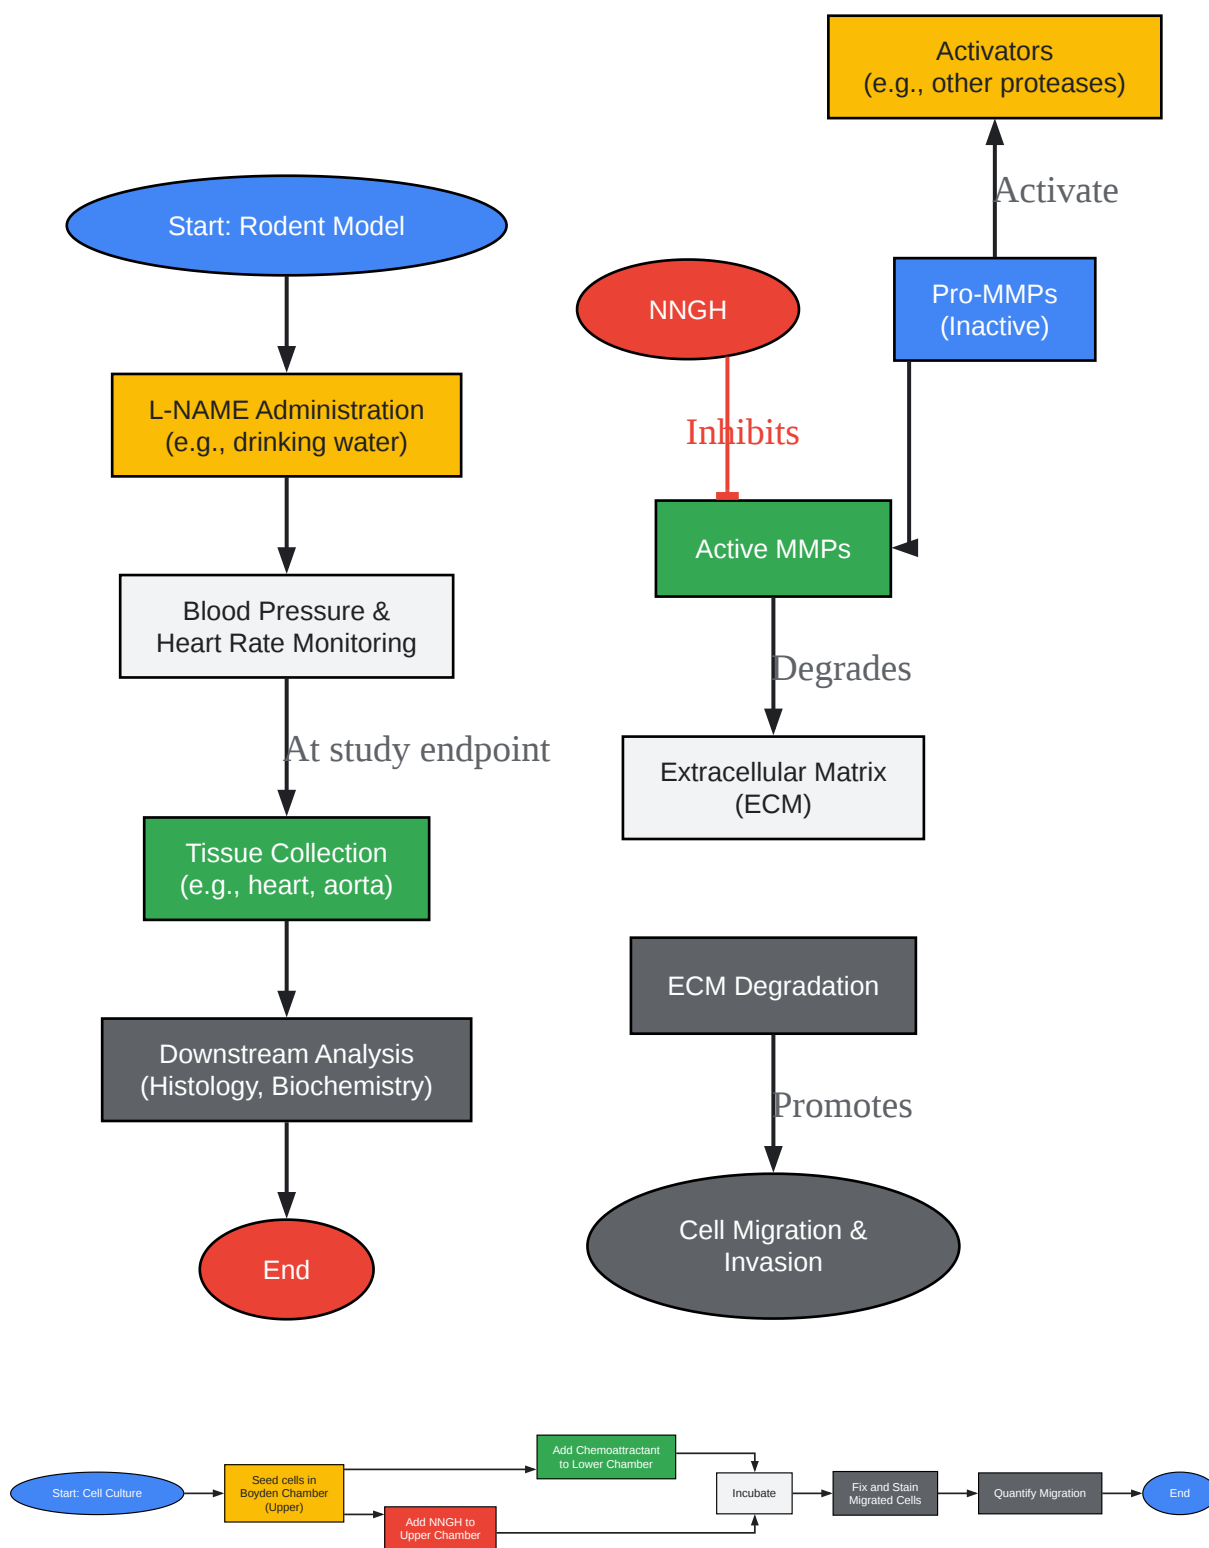 Start: Rodent Model
L-NAME Administration
(e.g., drinking water)
Blood Pressure &
Heart Rate Monitoring
At study endpoint
Tissue Collection
(e.g., heart, aorta)
Downstream Analysis
(Histology, Biochemistry)
End
Activators
(e.g., other proteases)
Activate
Pro-MMPs
(Inactive)
NNGH
Inhibits
Active MMPs
Degrades
Extracellular Matrix
(ECM)
ECM Degradation
Promotes
Cell Migration &
Invasion
Start: Cell Culture
Seed cells in
Boyden Chamber
(Upper)
Add Chemoattractant
to Lower Chamber
Add NNGH to
Upper Chamber
Incubate
Fix and Stain
Migrated Cells
Quantify Migration
End